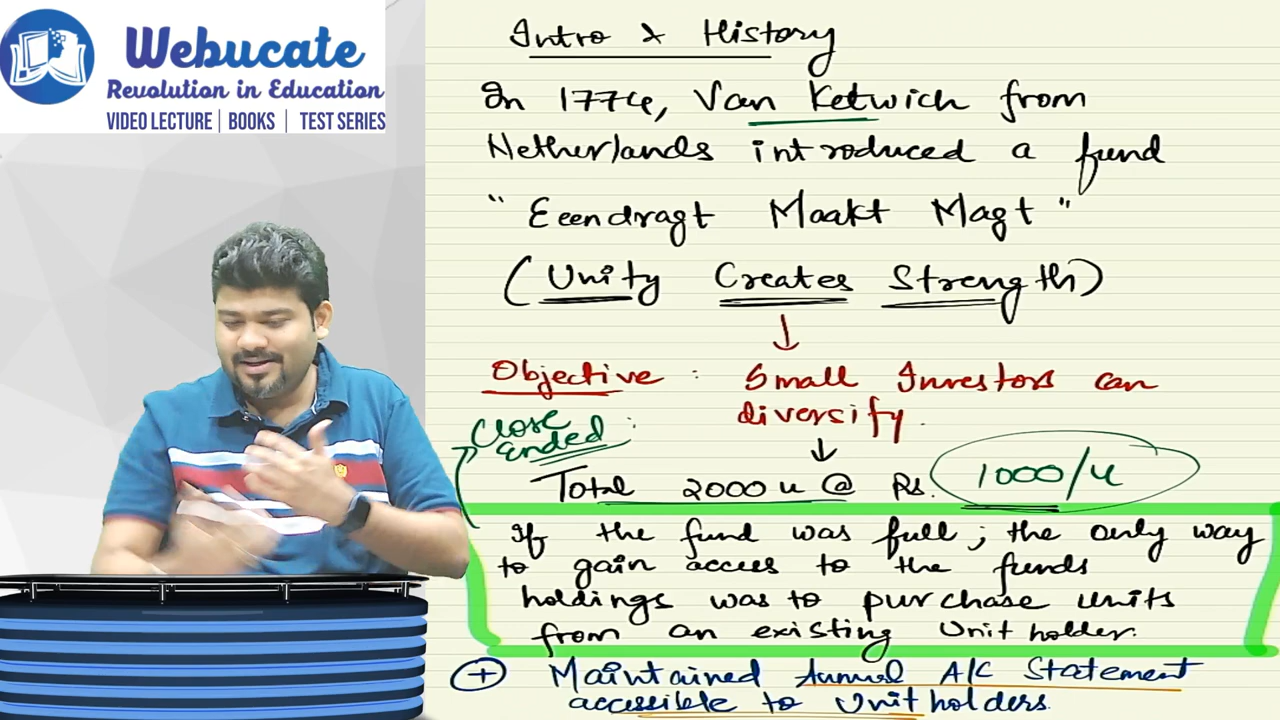 Webucate
Revolution in Education
VIDEO LECTURE | BOOKS | TEST SERIES
Intro & History
In 1774, Van Ketwich from
Netherlands introduced a fund
"Eeendragt Maakt Magt"
(Unity Creates Strength)
↓
Objective : Small Investors can
diversify.
↓
Close
Ended :
Total 2000 u @ Rs. 1000/u
If the fund was full; the only way
to gain access to the funds
holdings was to purchase units
from an existing Unit holder.
+ Maintained Annual A/C Statement
accessible to Unit holders.